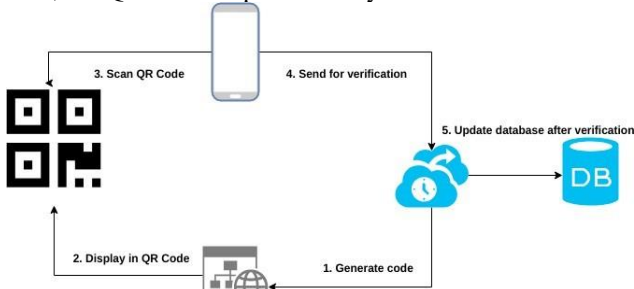 3. Scan QR Code
4. Send for verification
5. Update database after verification
DB
2. Display in QR Code
1. Generate code